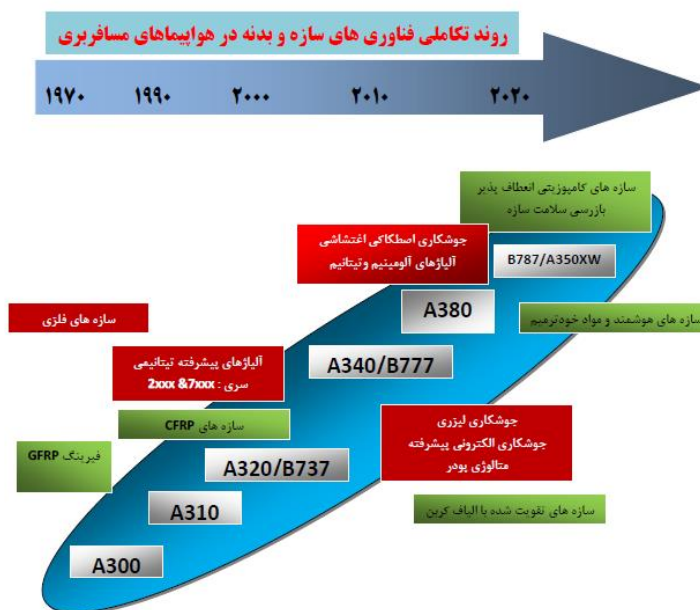 روند تکاملی فناوری های سازه و بدنه در هواپیماهای مسافربری
۱۹۷۰ ۱۹۹۰ ۲۰۰۰ ۲۰۱۰ ۲۰۲۰
سازه های کامپوزیتی انعطاف پذیر
بازرسی سلامت سازه
جوشکاری اصطکاکی اغتشاشی
آلیاژهای آلومینیم وتیتانیم
B787/A350XW
A380
سازه های هوشمند و مواد خودترمیم
سازه های فلزی
آلیاژهای پیشرفته تیتانیمی
سری : 2xxx &7xxx
A340/B777
سازه های CFRP
جوشکاری لیزری
جوشکاری الکترونی پیشرفته
متالوژی پودر
فیرینگ GFRP
A320/B737
A310
سازه های تقویت شده با الیاف کربن
A300